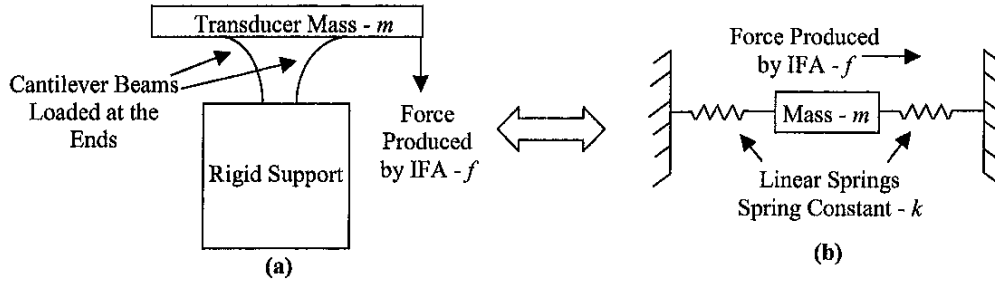 Transducer Mass - m
Cantilever Beams
Loaded at the
Ends
Force
Produced
by IFA - f
Rigid Support
(a)
Force Produced
by IFA - f
Mass - m
Linear Springs
Spring Constant - k
(b)